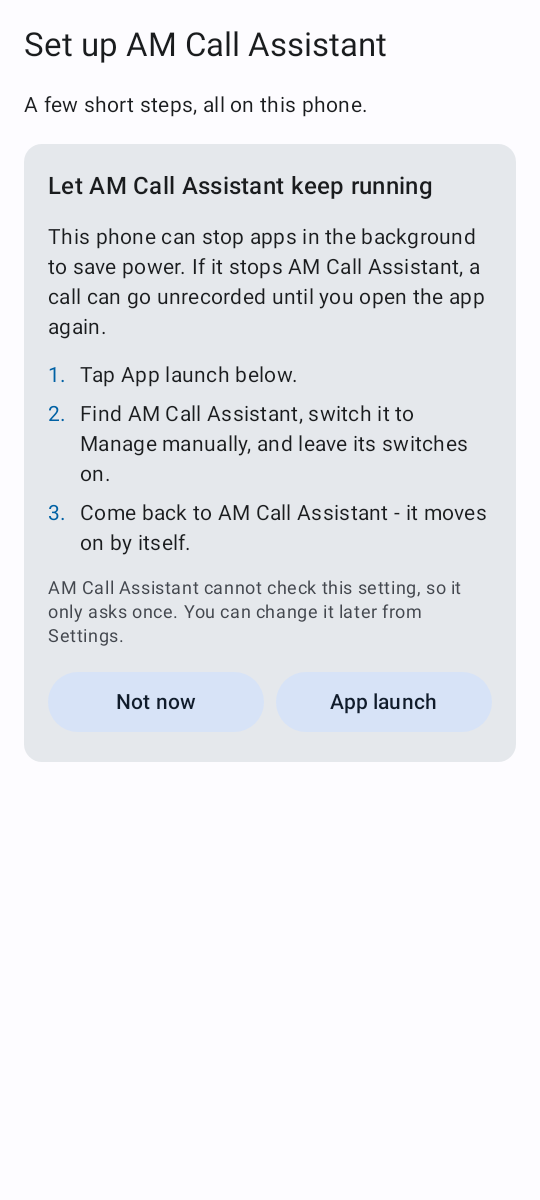 Set up AM Call Assistant
A few short steps, all on this phone.
Let AM Call Assistant keep running
This phone can stop apps in the background
to save power. If it stops AM Call Assistant, a
call can go unrecorded until you open the app
again.
1. Tap App launch below.
2. Find AM Call Assistant, switch it to
Manage manually, and leave its switches
on.
3. Come back to AM Call Assistant - it moves
on by itself.
AM Call Assistant cannot check this setting, so it
only asks once. You can change it later from
Settings.
Not now
App launch